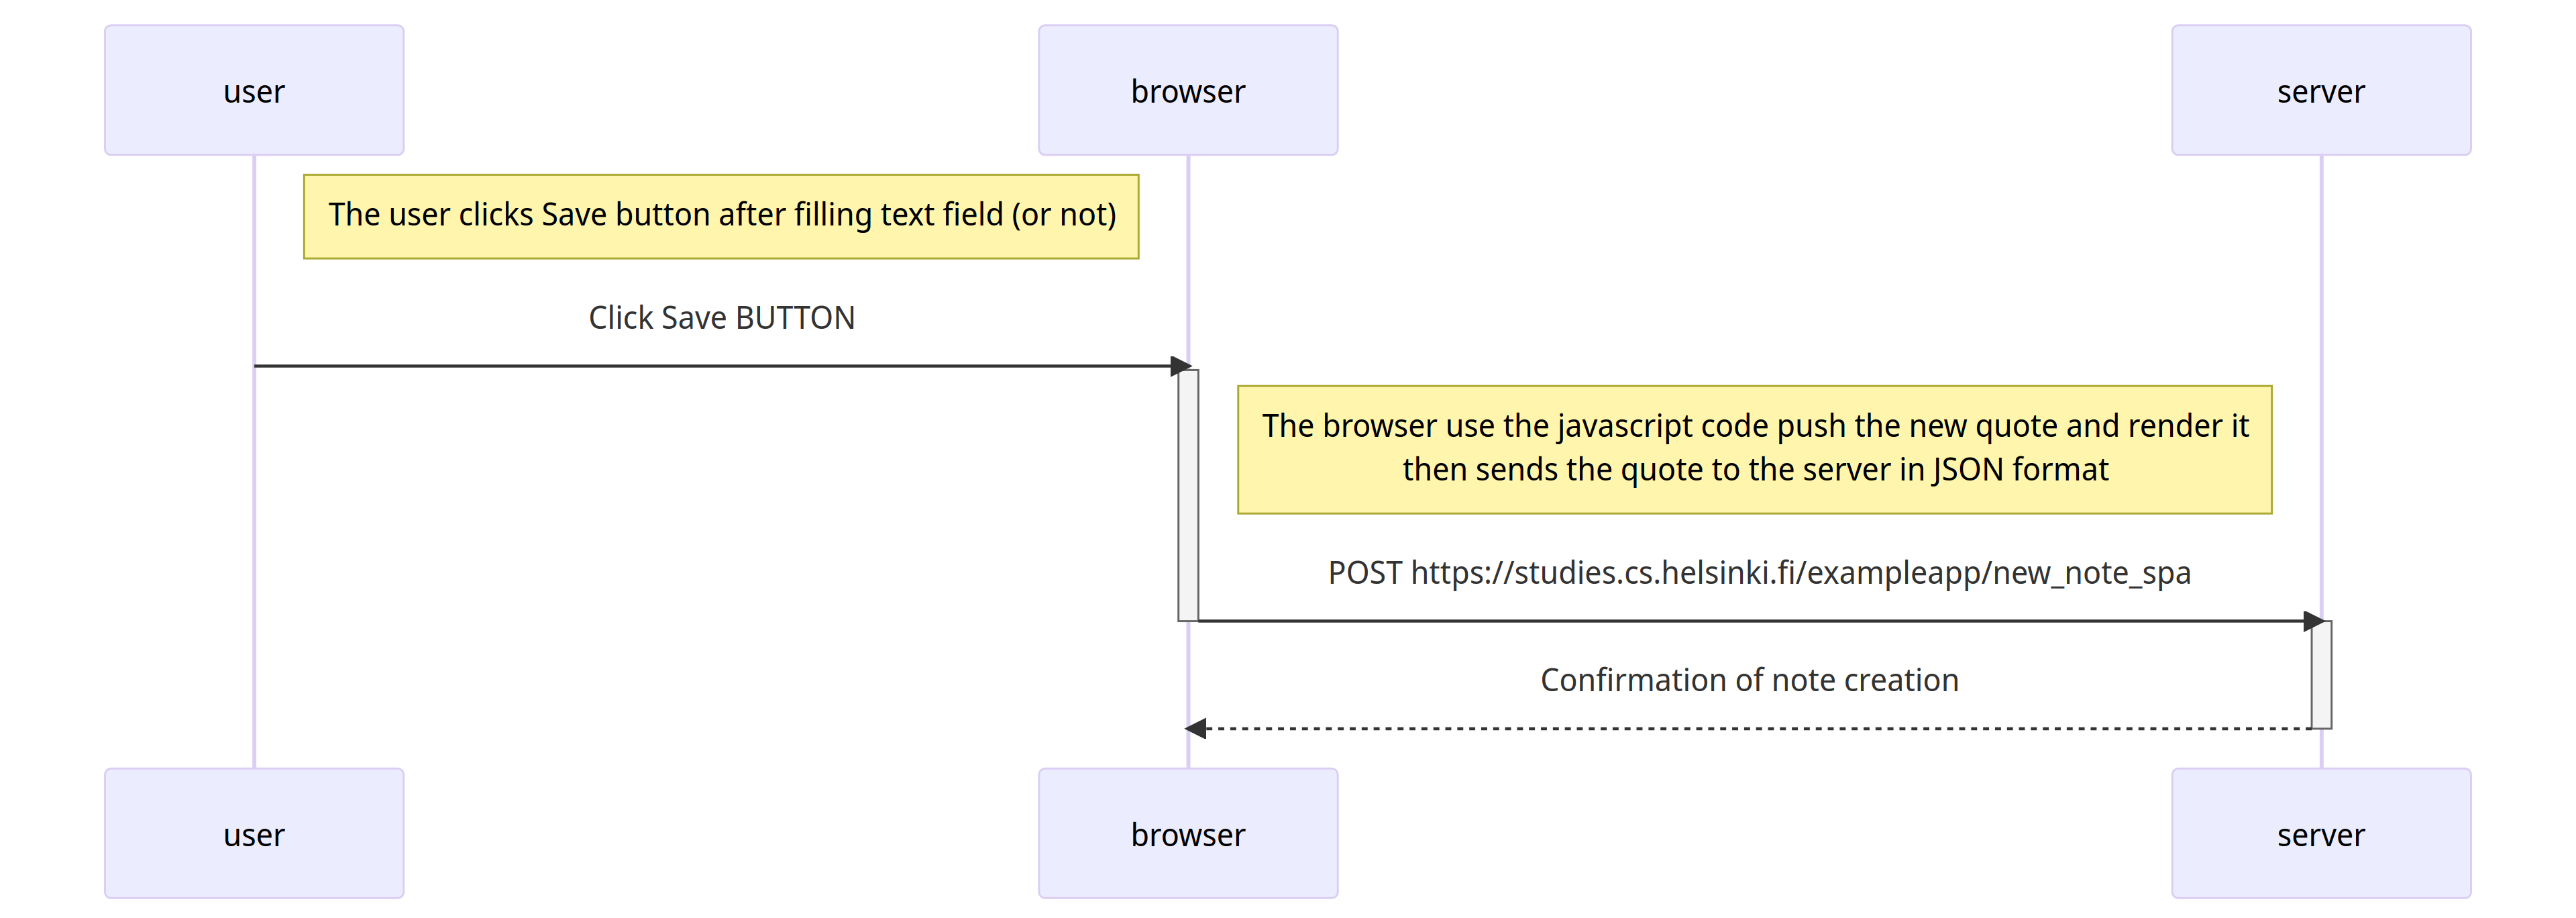 user
browser
server
The user clicks Save button after filling text field (or not)
Click Save BUTTON
The browser use the javascript code push the new quote and render it
then sends the quote to the server in JSON format
POST https://studies.cs.helsinki.fi/exampleapp/new_note_spa
Confirmation of note creation
user
browser
server